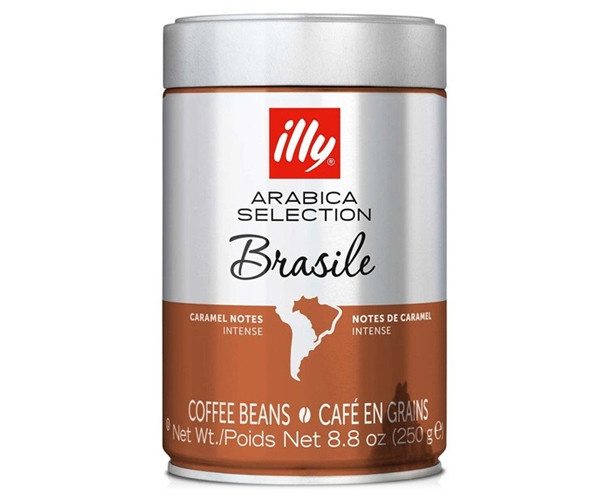 illy®
ARABICA
SELECTION
Brasile
CARAMEL NOTES
INTENSE
NOTES DE CARAMEL
INTENSE
COFFEE BEANS CAFÉ EN GRAINS
Net Wt./Poids Net 8.8 oz (250 g℮)